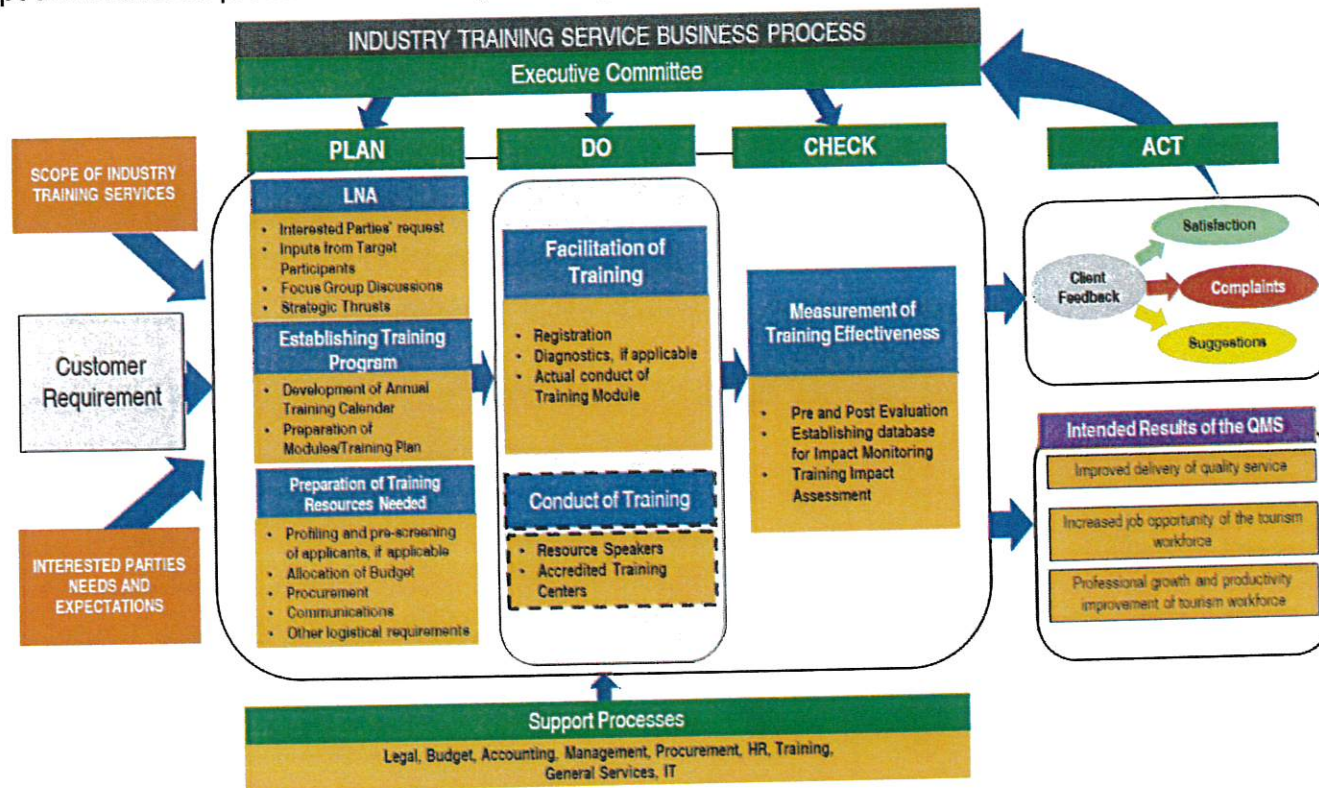 INDUSTRY TRAINING SERVICE BUSINESS PROCESS
Executive Committee
PLAN
DO
CHECK
ACT
SCOPE OF INDUSTRY
TRAINING SERVICES
Customer
Requirement
INTERESTED PARTIES
NEEDS AND
EXPECTATIONS
LNA
• Interested Parties' request
• Inputs from Target
Participants
• Focus Group Discussions
• Strategic Thrusts
Establishing Training
Program
• Development of Annual
Training Calendar
• Preparation of
Modules/Training Plan
Preparation of Training
Resources Needed
• Profiling and pre-screening
of applicants, if applicable
• Allocation of Budget
• Procurement
• Communications
• Other logistical requirements
Facilitation of
Training
• Registration
• Diagnostics, if applicable
• Actual conduct of
Training Module
Conduct of Training
• Resource Speakers
• Accredited Training
Centers
Measurement of
Training Effectiveness
• Pre and Post Evaluation
• Establishing database
for Impact Monitoring
• Training Impact
Assessment
Client
Feedback
Satisfaction
Complaints
Suggestions
Intended Results of the QMS
Improved delivery of quality service
Increased job opportunity of the tourism
workforce
Professional growth and productivity
improvement of tourism workforce
Support Processes
Legal, Budget, Accounting, Management, Procurement, HR, Training,
General Services, IT